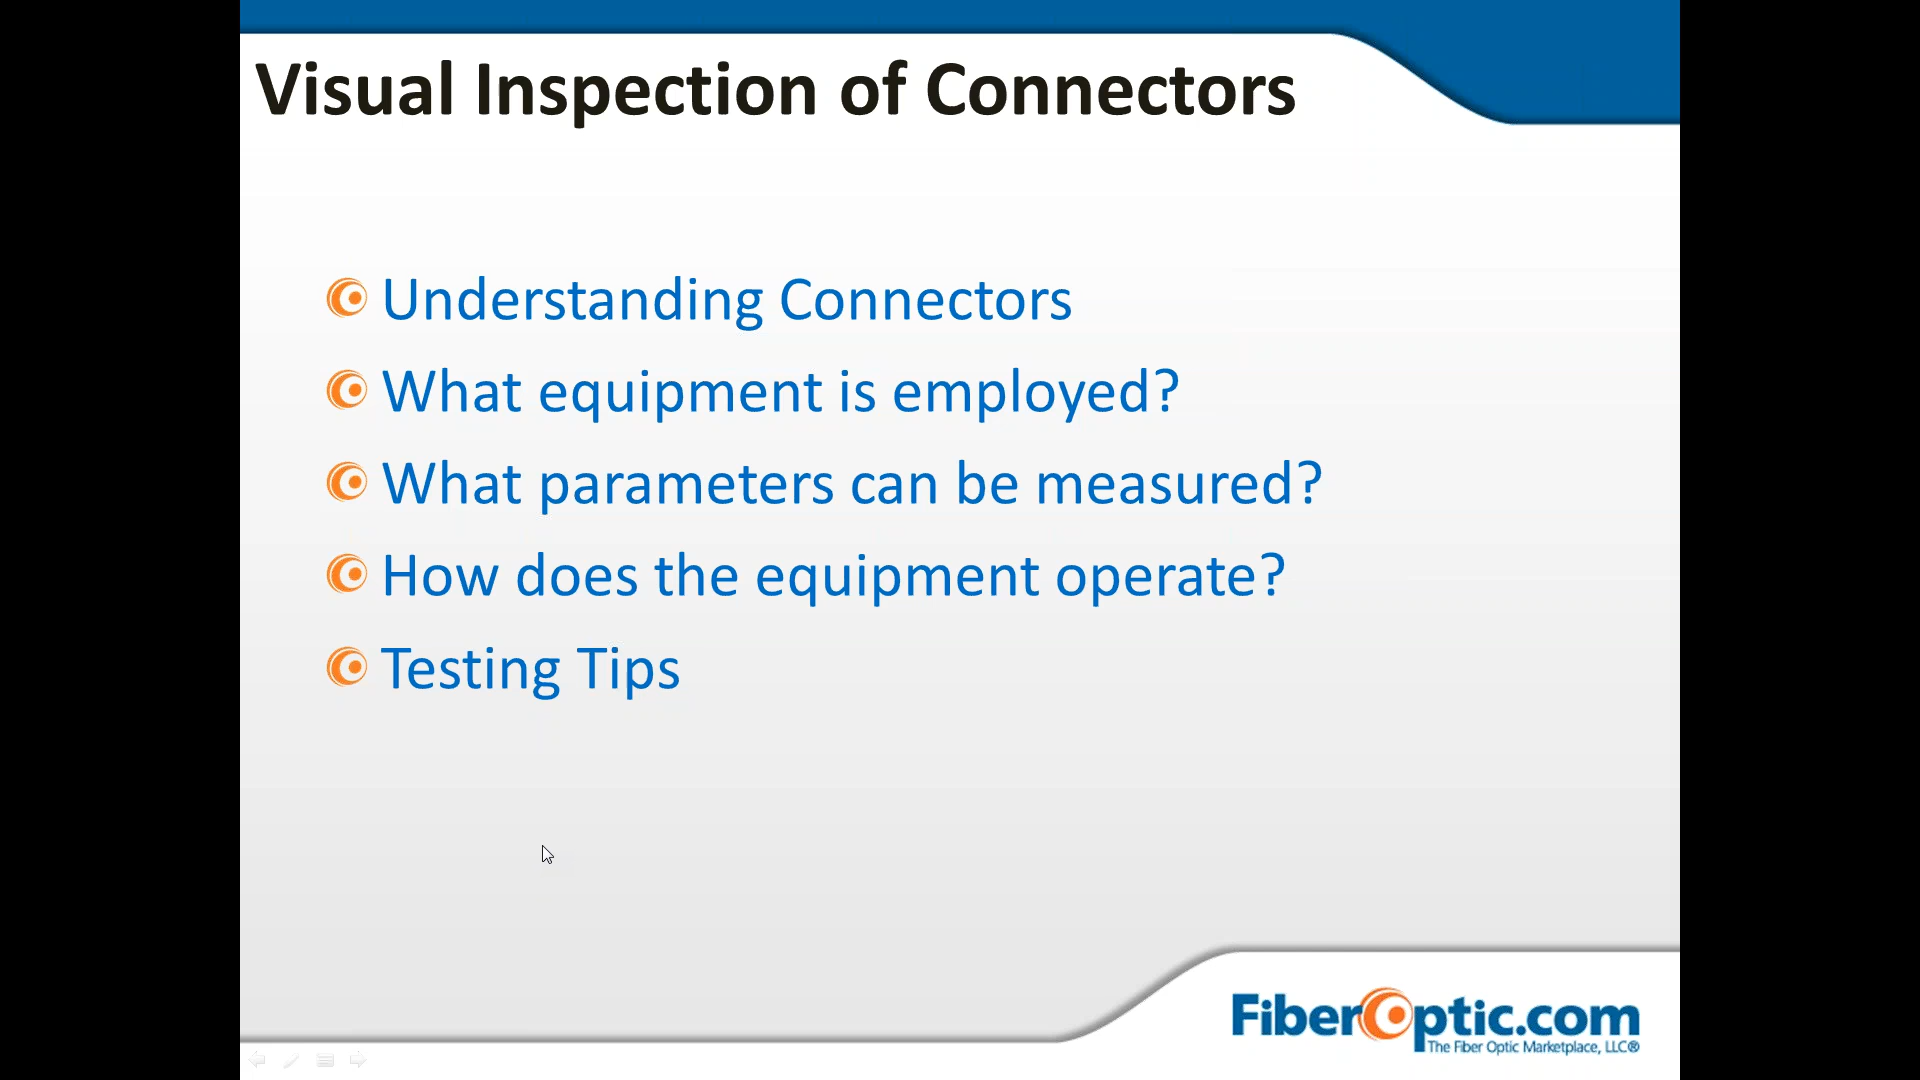 Visual Inspection of Connectors
Understanding Connectors
What equipment is employed?
What parameters can be measured?
How does the equipment operate?
Testing Tips
FiberOptic.com
The Fiber Optic Marketplace, LLC®